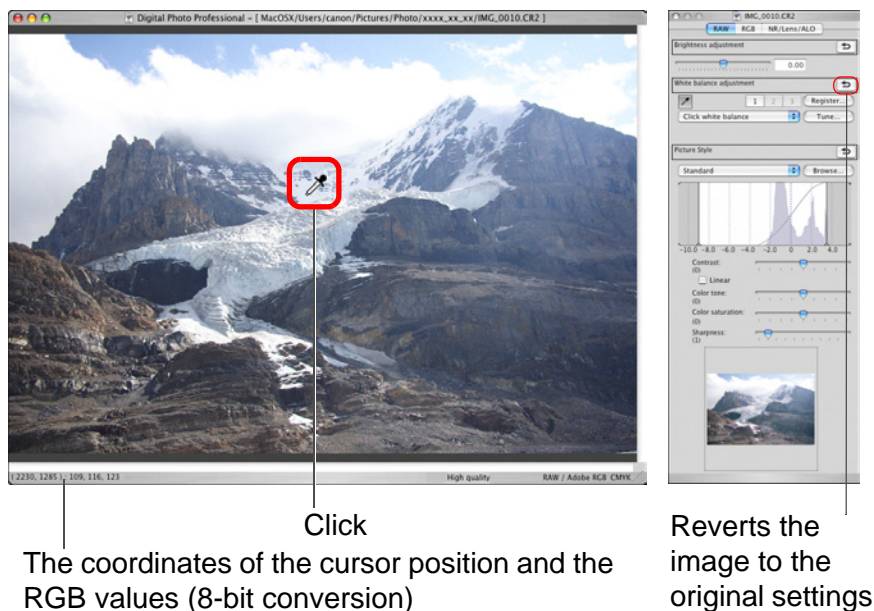 Digital Photo Professional – [ MacOSX/Users/canon/Pictures/Photo/xxxx_xx_xx/IMG_0010.CR2 ]
( 2230, 1285 ) : 109, 116, 123
High quality
RAW / Adobe RGB CMYK
Click
The coordinates of the cursor position and the
RGB values (8-bit conversion)
IMG_0010.CR2
RAW RGB NR/Lens/ALO
Brightness adjustment
0.00
White balance adjustment
1 2 3 Register...
Click white balance Tune...
Picture Style
Standard Browse...
-10.0 -8.0 -6.0 -4.0 -2.0 0 2.0 4.0
Contrast:
(0)
Linear
Color tone:
(0)
Color saturation:
(0)
Sharpness:
(1)
Reverts the
image to the
original settings